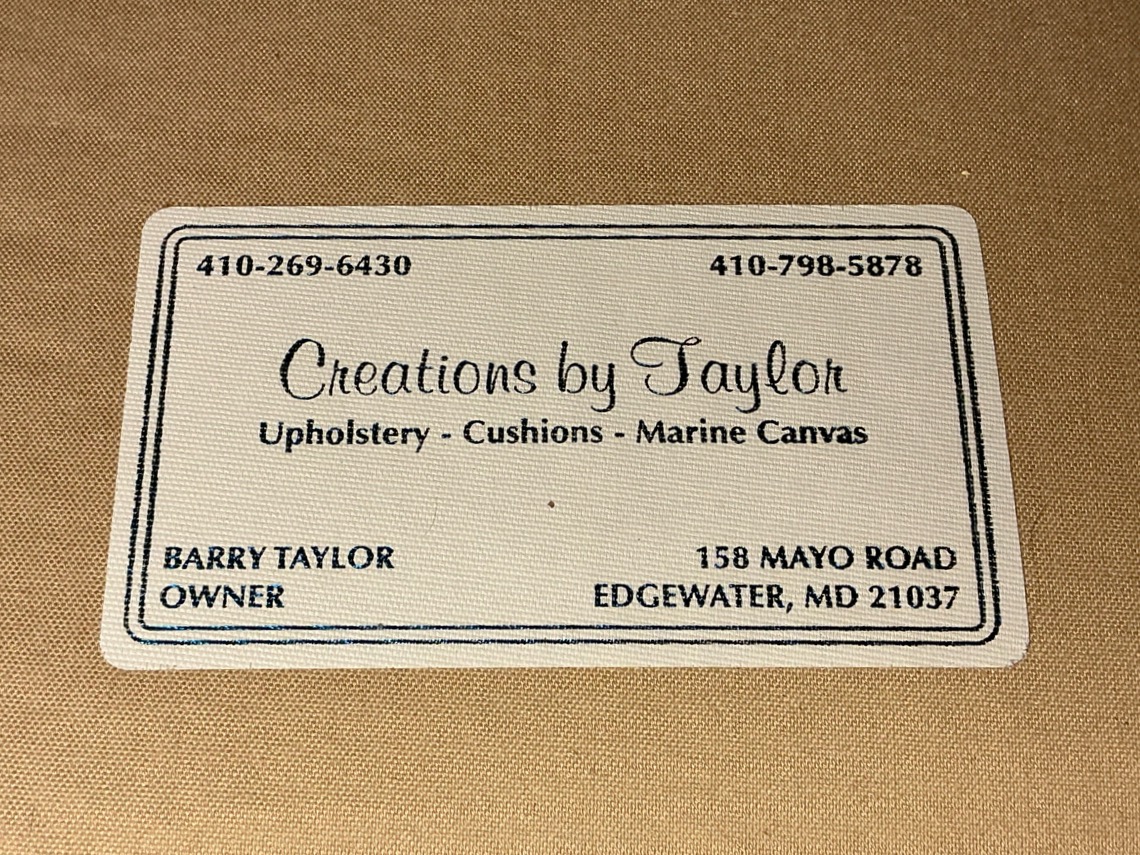 410-269-6430 410-798-5878
Creations by Taylor
Upholstery - Cushions - Marine Canvas
BARRY TAYLOR 158 MAYO ROAD
OWNER EDGEWATER, MD 21037